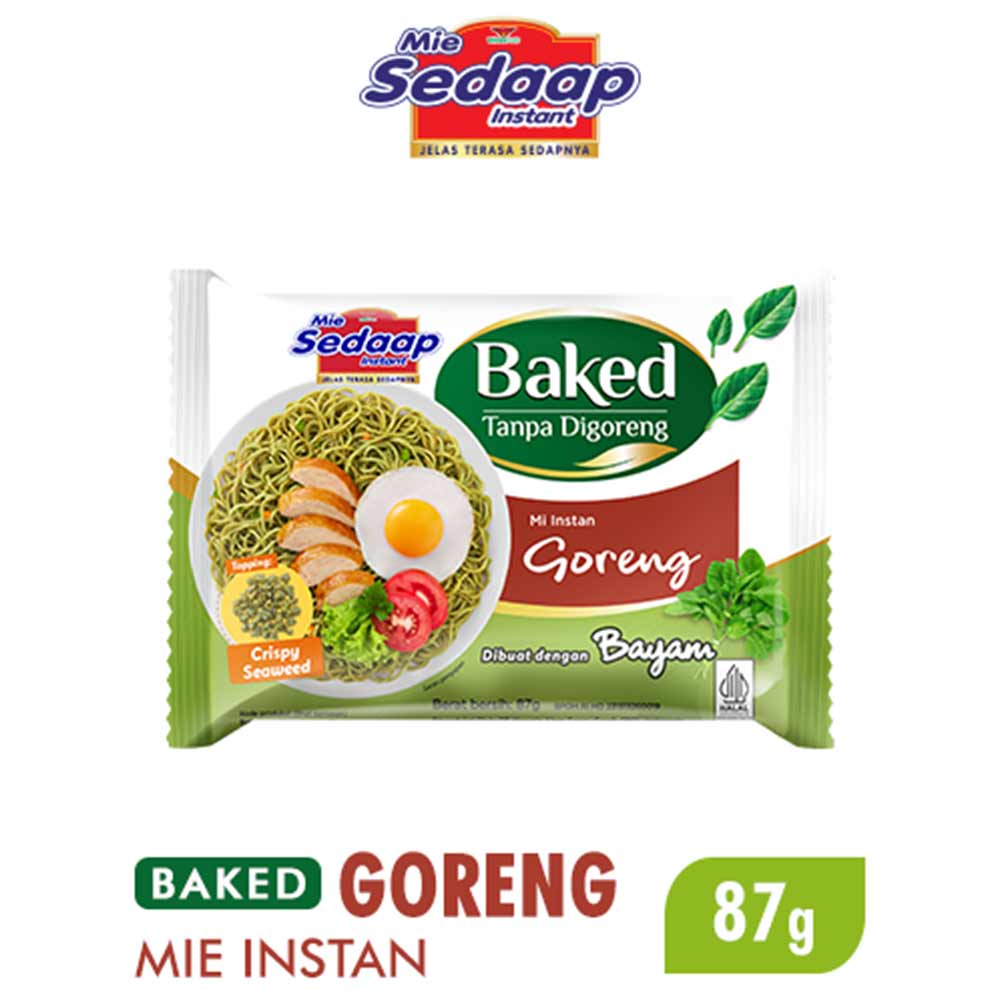 Mie
Sedaap
Instant
JELAS TERASA SEDAPNYA
Mie
Sedaap
Instant
JELAS TERASA SEDAPNYA
Baked
Tanpa Digoreng
Mi Instan
Goreng
Topping:
Crispy
Seaweed
Dibuat dengan Bayam
Berat bersih: 87g
HALAL
BAKED GORENG
MIE INSTAN
87g